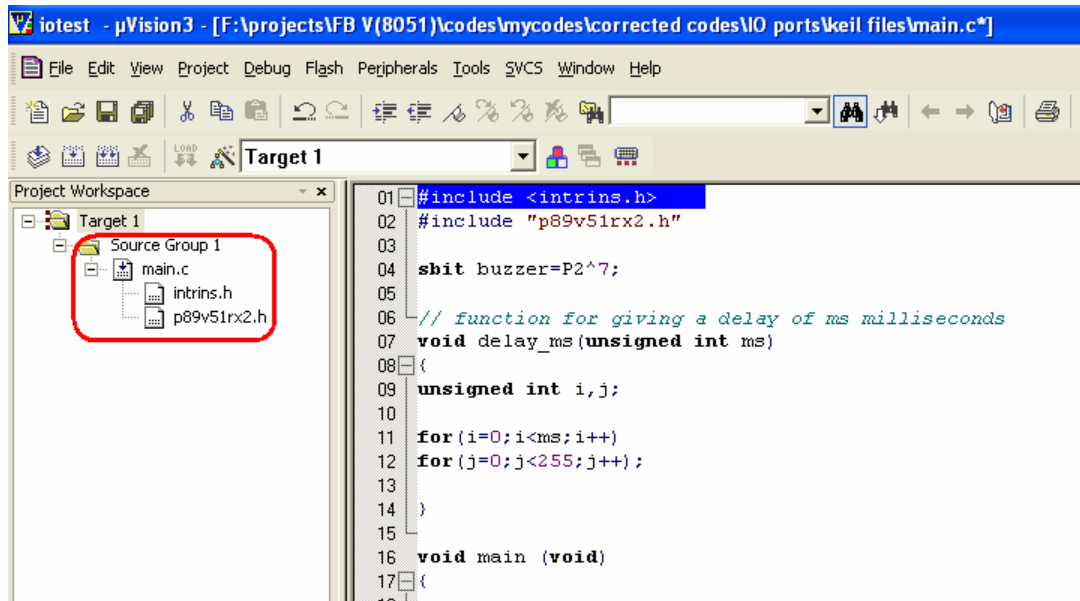 iotest - µVision3 - [F:\projects\FB V(8051)\codes\mycodes\corrected codes\IO ports\keil files\main.c*]
File Edit View Project Debug Flash Peripherals Tools SVCS Window Help
LOAD
Target 1
Project Workspace
Target 1
Source Group 1
main.c
intrins.h
p89v51rx2.h
01 #include <intrins.h>
02 #include "p89v51rx2.h"
03
04 sbit buzzer=P2^7;
05
06 // function for giving a delay of ms milliseconds
07 void delay_ms(unsigned int ms)
08 {
09 unsigned int i,j;
10
11 for(i=0;i<ms;i++)
12 for(j=0;j<255;j++);
13
14 }
15
16 void main (void)
17 {